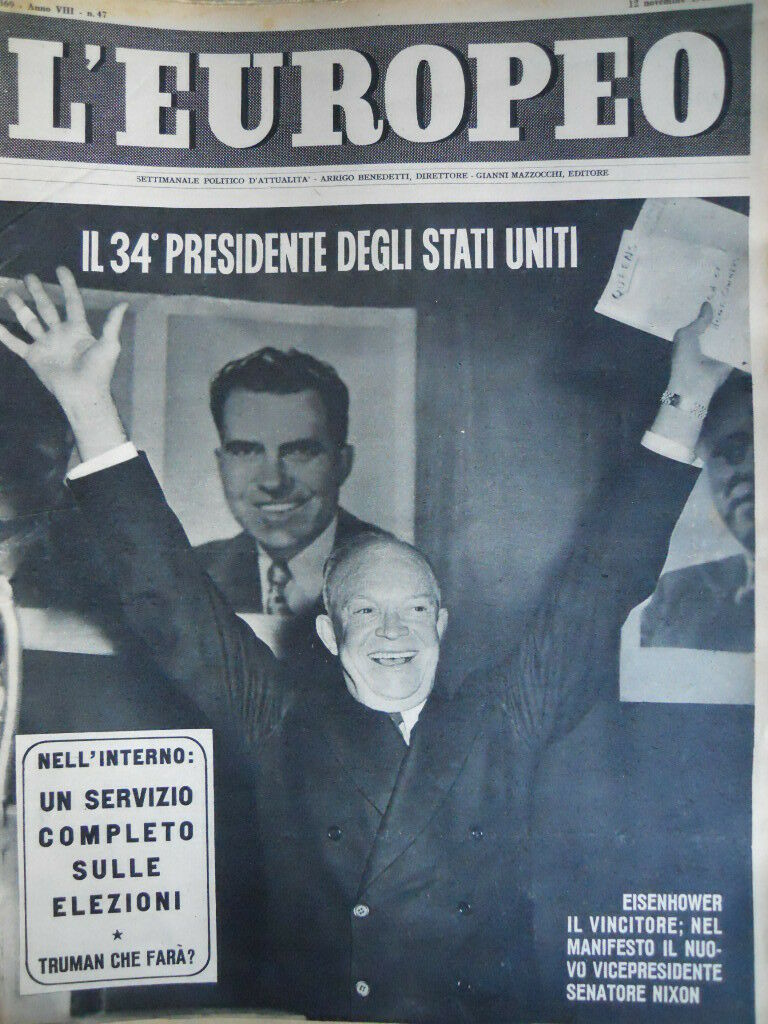 369 - Anno VIII - n. 47
12 novembre
L'EUROPEO
SETTIMANALE POLITICO D'ATTUALITA' - ARRIGO BENEDETTI, DIRETTORE - GIANNI MAZZOCCHI, EDITORE
IL 34° PRESIDENTE DEGLI STATI UNITI
QUEENS
NELL'INTERNO:
UN SERVIZIO
COMPLETO
SULLE
ELEZIONI
★
TRUMAN CHE FARÀ?
EISENHOWER
IL VINCITORE; NEL
MANIFESTO IL NUO-
VO VICEPRESIDENTE
SENATORE NIXON